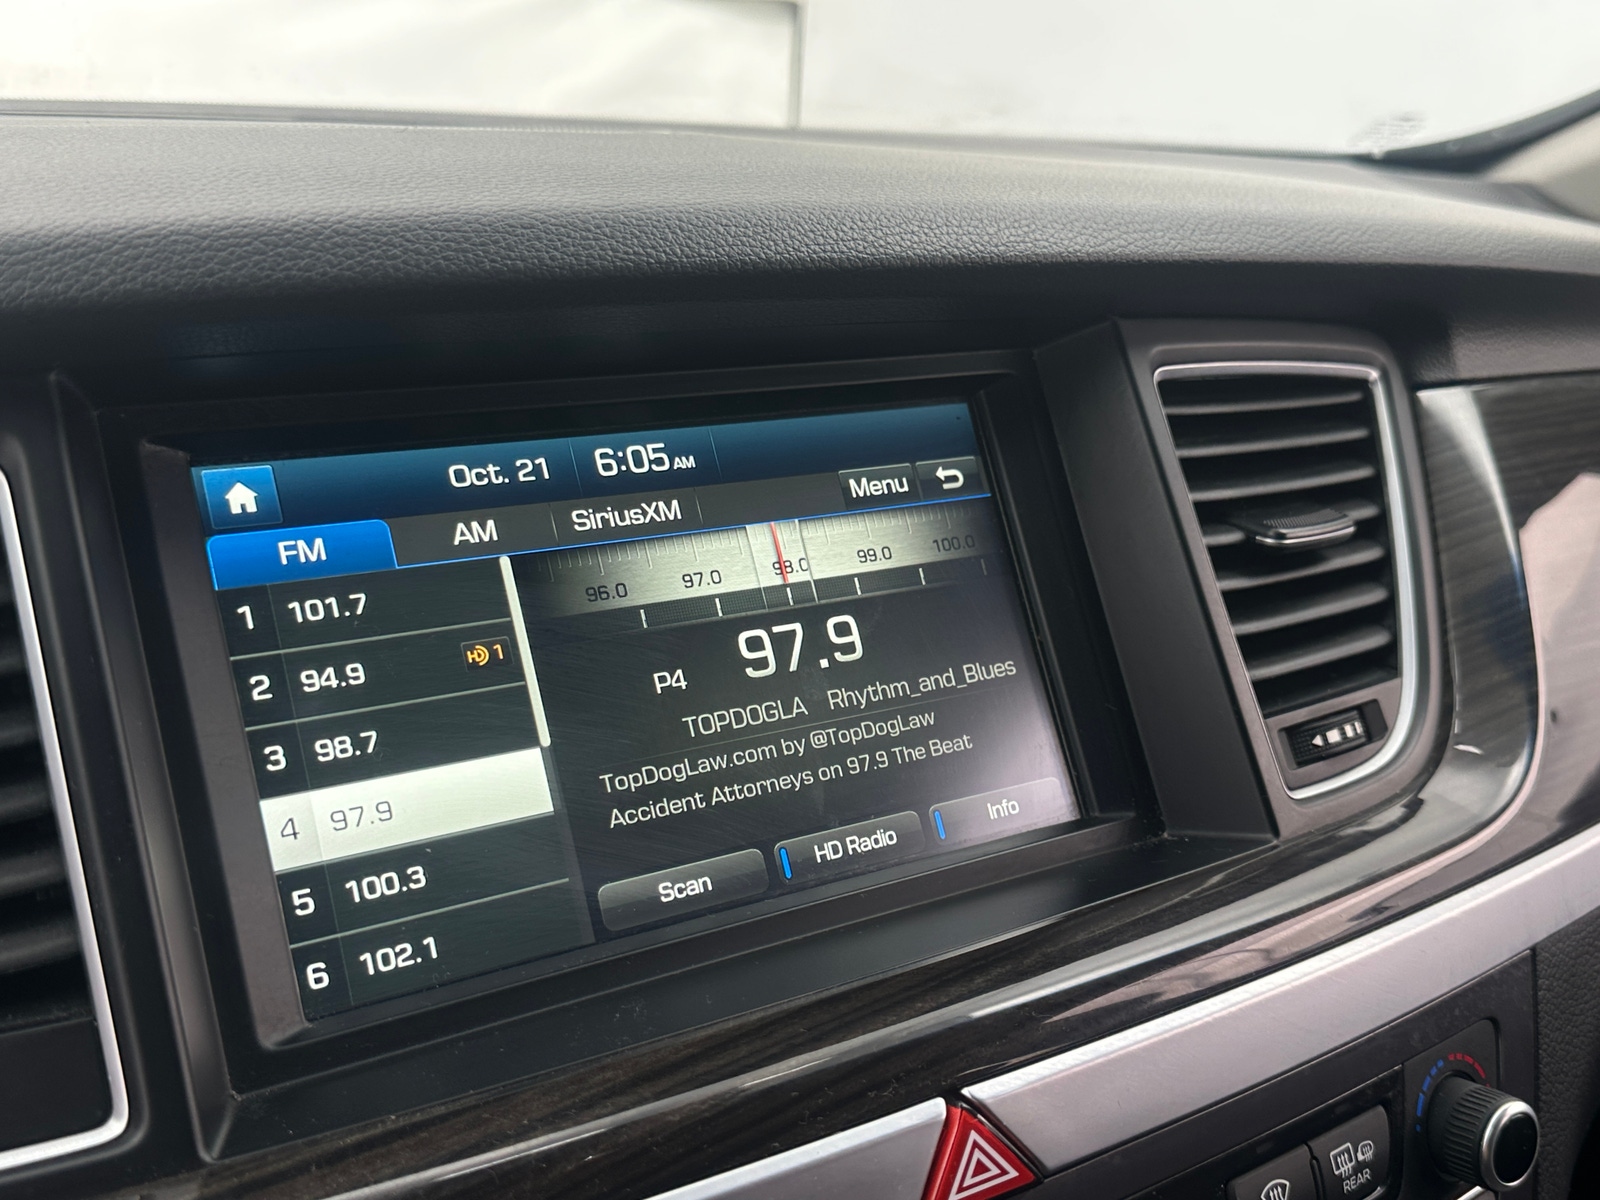 Oct. 21 6:05 AM
FM AM SiriusXM Menu
96.0 97.0 98.0 99.0 100.0
1 101.7
2 94.9 HD 1
3 98.7
4 97.9
5 100.3
6 102.1
P4 97.9
TOPDOGLA Rhythm_and_Blues
TopDogLaw.com by @TopDogLaw
Accident Attorneys on 97.9 The Beat
Scan HD Radio Info
REAR